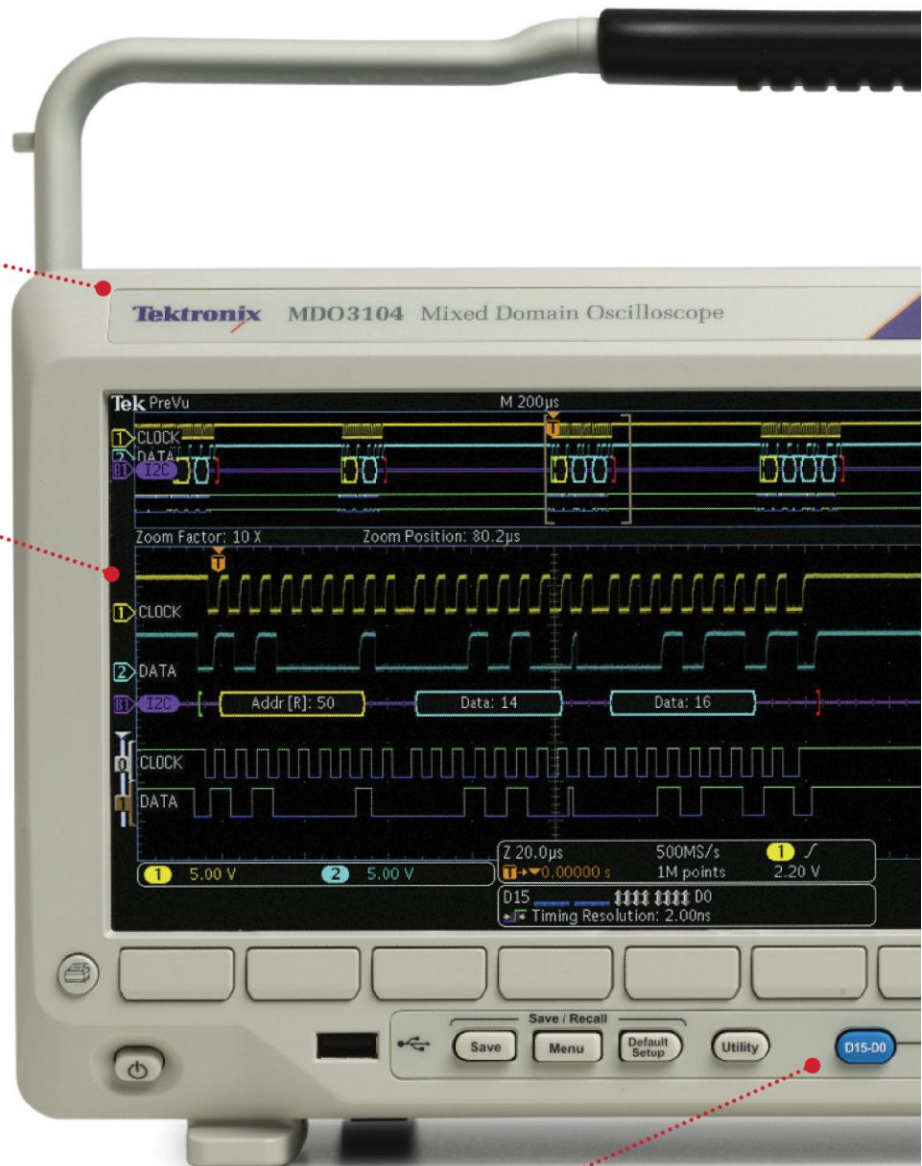 Tektronix MDO3104 Mixed Domain Oscilloscope
Tek PreVu M 200µs
T
1 CLOCK
2 DATA
B1 I2C
Zoom Factor: 10 X Zoom Position: 80.2µs
T
1 CLOCK
2 DATA
B1 I2C Addr[R]: 50 Data: 14 Data: 16
0 CLOCK
1 DATA
1 5.00 V 2 5.00 V
Z 20.0µs 500MS/s 1
T→▼0.00000 s 1M points 2.20 V
D15 D0
Timing Resolution: 2.00ns
Save / Recall
Save Menu Default Setup Utility D15-D0